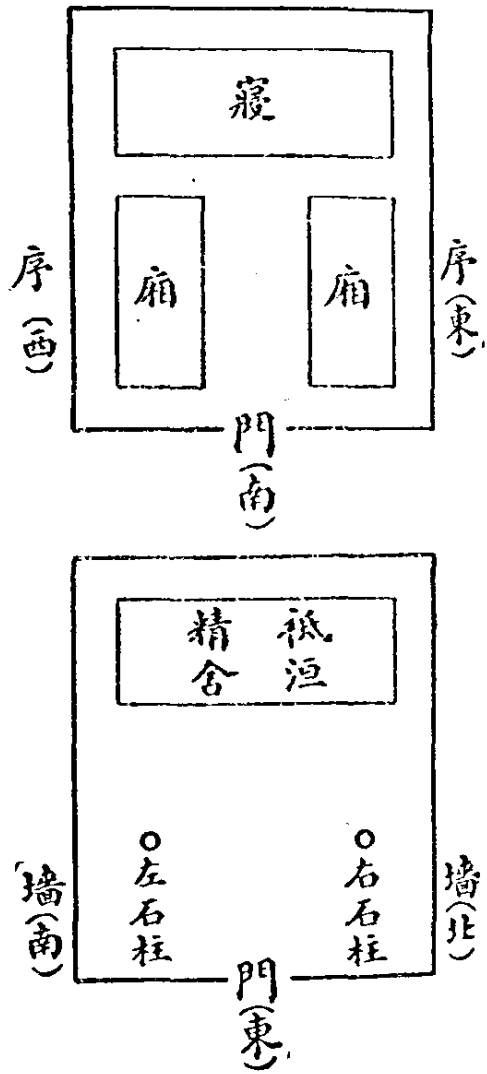 寢
廂 廂
序(西)
序(東)
門(南)
祇洹
精舍
左石柱
右石柱
墻(南)
墻(北)
門(東)